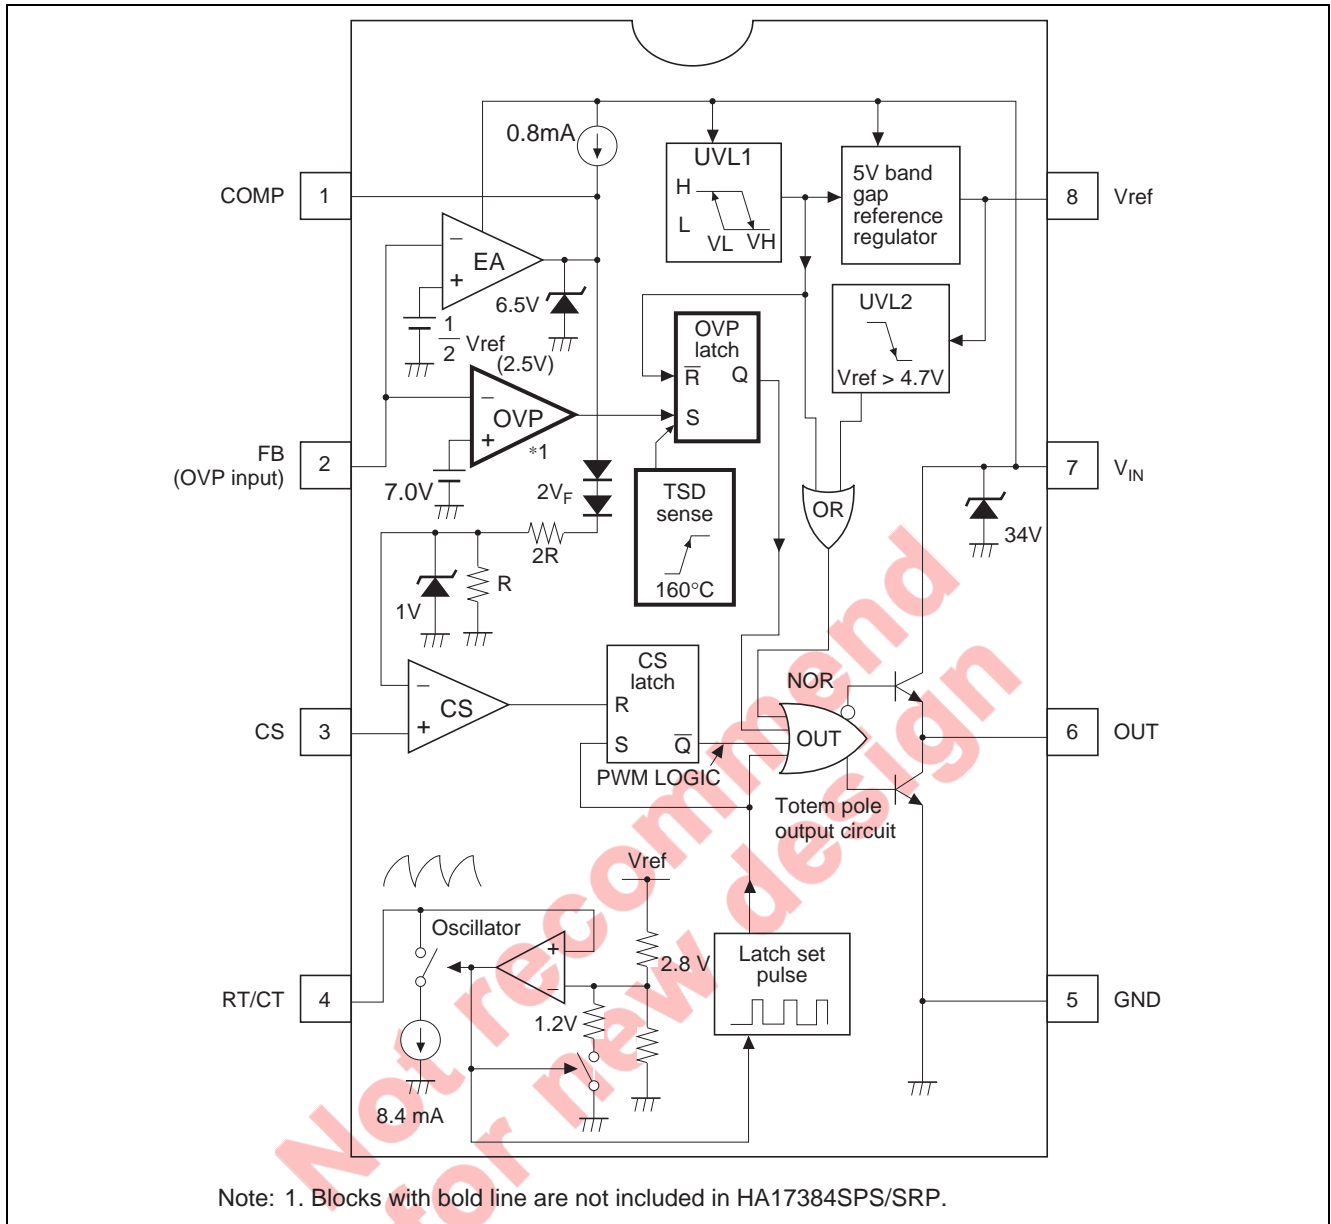 0.8mA
UVL1
H
L
VL VH
5V band
gap
reference
regulator
COMP 1
8 Vref
EA
6.5V
1/2 Vref
(2.5V)
UVL2
Vref > 4.7V
OVP
latch
R̅ Q
S
OVP
*1
FB
(OVP input)
2
7 VIN
7.0V
2VF
TSD
sense
160°C
OR
34V
2R
R
1V
CS
latch
R
S Q̅
NOR
CS 3
CS
OUT
6 OUT
PWM LOGIC
Totem pole
output circuit
Vref
Oscillator
+
−
2.8 V
1.2V
Latch set
pulse
RT/CT 4
5 GND
8.4 mA
Not recommend
for new design
Note: 1. Blocks with bold line are not included in HA17384SPS/SRP.